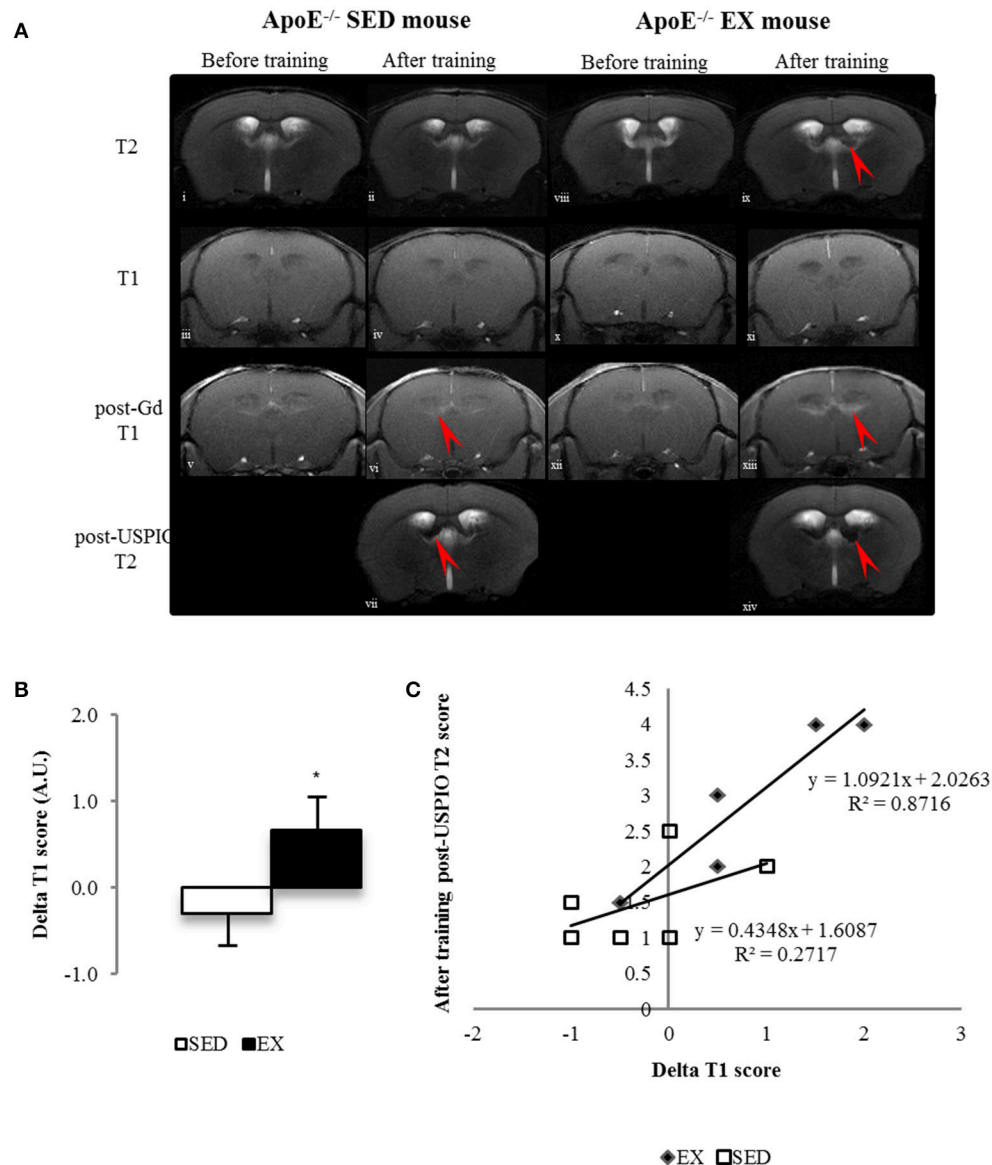 A
ApoE-/- SED mouse
ApoE-/- EX mouse
Before training
After training
Before training
After training
T2
i
ii
viii
ix
T1
iii
iv
x
xi
post-Gd
T1
v
vi
xii
xiii
post-USPIO
T2
vii
xiv
B
Delta T1 score (A.U.)
2.0
1.0
0.0
-1.0
*
SED EX
C
After training post-USPIO T2 score
4.5
4
3.5
3
2.5
2
1.5
1
0.5
0
y = 1.0921x + 2.0263
R² = 0.8716
y = 0.4348x + 1.6087
R² = 0.2717
-2 -1 0 1 2 3
Delta T1 score
EX SED